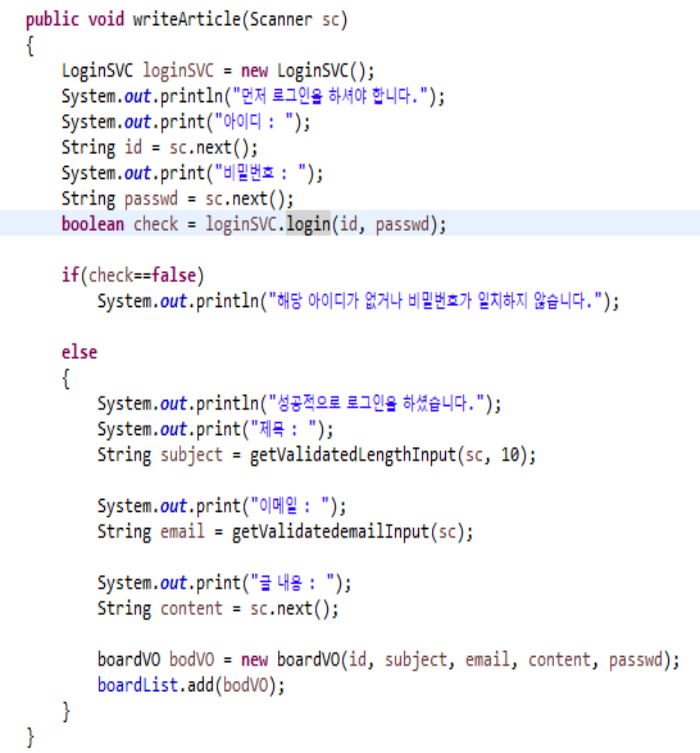 public void writeArticle(Scanner sc)
{
LoginSVC loginSVC = new LoginSVC();
System.out.println("먼저 로그인을 하셔야 합니다.");
System.out.print("아이디 : ");
String id = sc.next();
System.out.print("비밀번호 : ");
String passwd = sc.next();
boolean check = loginSVC.login(id, passwd);
if(check==false)
System.out.println("해당 아이디가 없거나 비밀번호가 일치하지 않습니다.");
else
{
System.out.println("성공적으로 로그인을 하셨습니다.");
System.out.print("제목 : ");
String subject = getValidatedLengthInput(sc, 10);
System.out.print("이메일 : ");
String email = getValidatedemailInput(sc);
System.out.print("글 내용 : ");
String content = sc.next();
boardVO bodVO = new boardVO(id, subject, email, content, passwd);
boardList.add(bodVO);
}
}